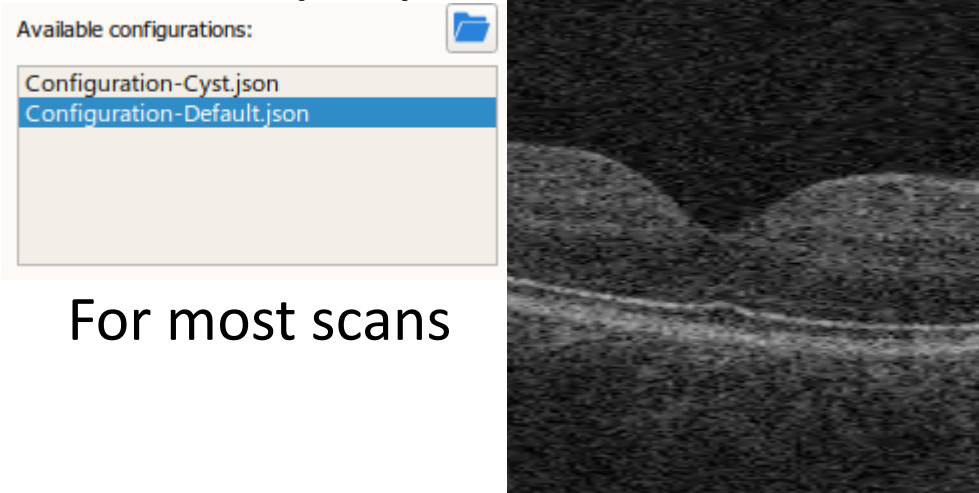 Available configurations:
Configuration-Cyst.json
Configuration-Default.json
For most scans